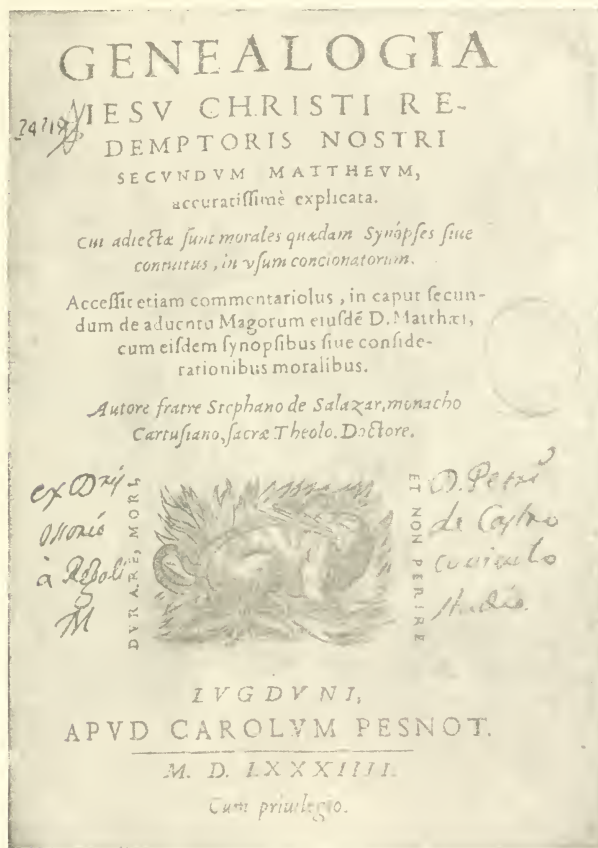 GENEALOGIA
IESV CHRISTI RE-
DEMPTORIS NOSTRI
SECVNDVM MATTHEVM,
accuratiſſimè explicata.
Cui adiectæ ſunt morales quædam Synópſes ſiue
contuitus, in vſum concionatorum.
Acceſſit etiam commentariolus, in caput ſecun-
dum de aduentu Magorum eiuſdē D. Matthæi,
cum eiſdem ſynopſibus ſiue conſide-
rationibus moralibus.
Autore fratre Stephano de Salazar, monacho
Cartuſiano, ſacræ Theolo. Doctore.
ex
à
DVRARE, MORI,
ET NON PERIRE
D. Petri
de Castro
LVGDVNI,
APVD CAROLVM PESNOT.
M. D. LXXXIIII.
Cum priuilegio.